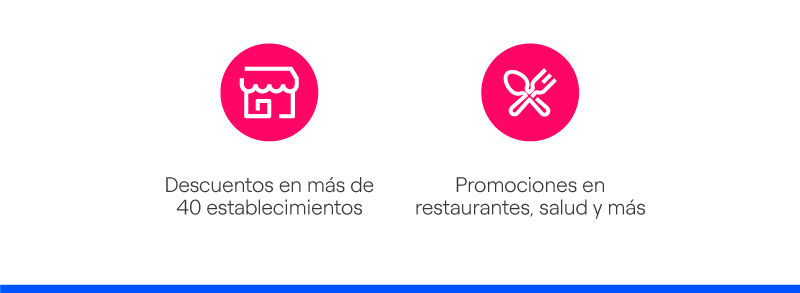 Descuentos en más de
40 establecimientos
Promociones en
restaurantes, salud y más